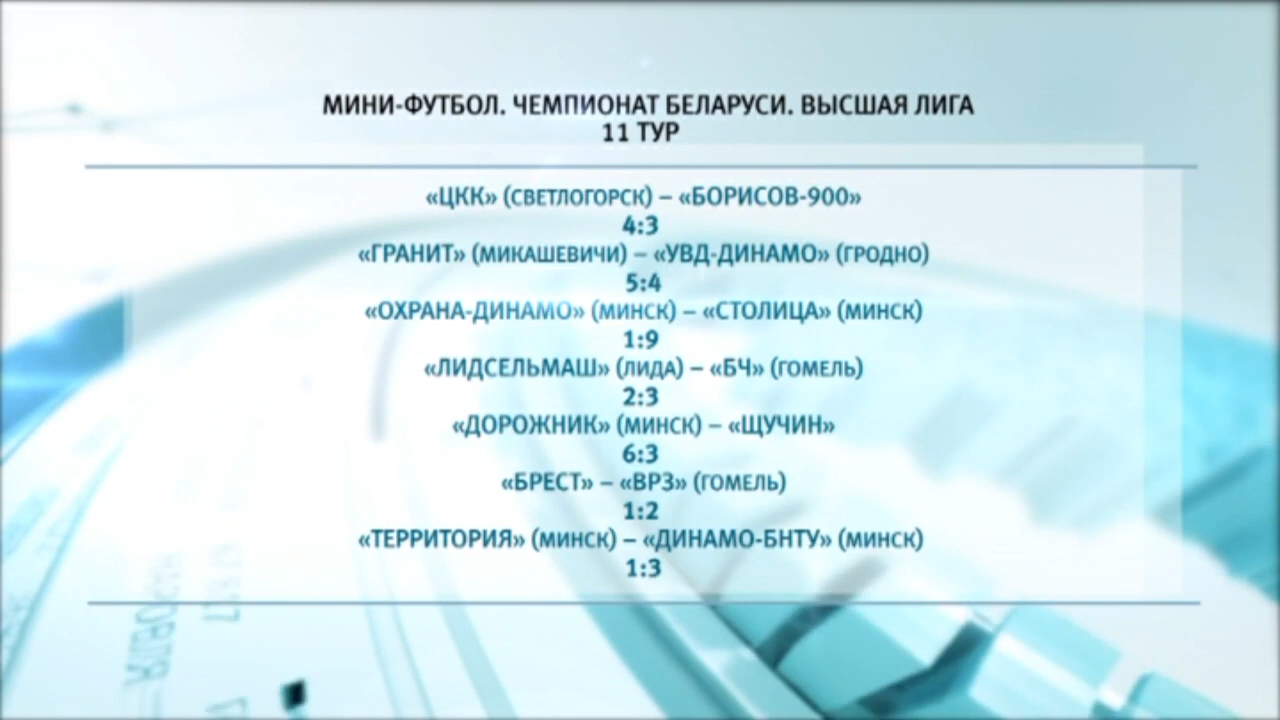 МИНИ-ФУТБОЛ. ЧЕМПИОНАТ БЕЛАРУСИ. ВЫСШАЯ ЛИГА
11 ТУР
«ЦКК» (СВЕТЛОГОРСК) – «БОРИСОВ-900»
4:3
«ГРАНИТ» (МИКАШЕВИЧИ) – «УВД-ДИНАМО» (ГРОДНО)
5:4
«ОХРАНА-ДИНАМО» (МИНСК) – «СТОЛИЦА» (МИНСК)
1:9
«ЛИДСЕЛЬМАШ» (ЛИДА) – «БЧ» (ГОМЕЛЬ)
2:3
«ДОРОЖНИК» (МИНСК) – «ЩУЧИН»
6:3
«БРЕСТ» – «ВРЗ» (ГОМЕЛЬ)
1:2
«ТЕРРИТОРИЯ» (МИНСК) – «ДИНАМО-БНТУ» (МИНСК)
1:3